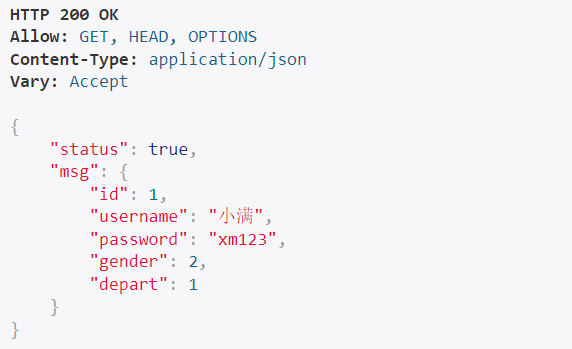 HTTP 200 OK
Allow: GET, HEAD, OPTIONS
Content-Type: application/json
Vary: Accept

{
    "status": true,
    "msg": {
        "id": 1,
        "username": "小满",
        "password": "xm123",
        "gender": 2,
        "depart": 1
    }
}